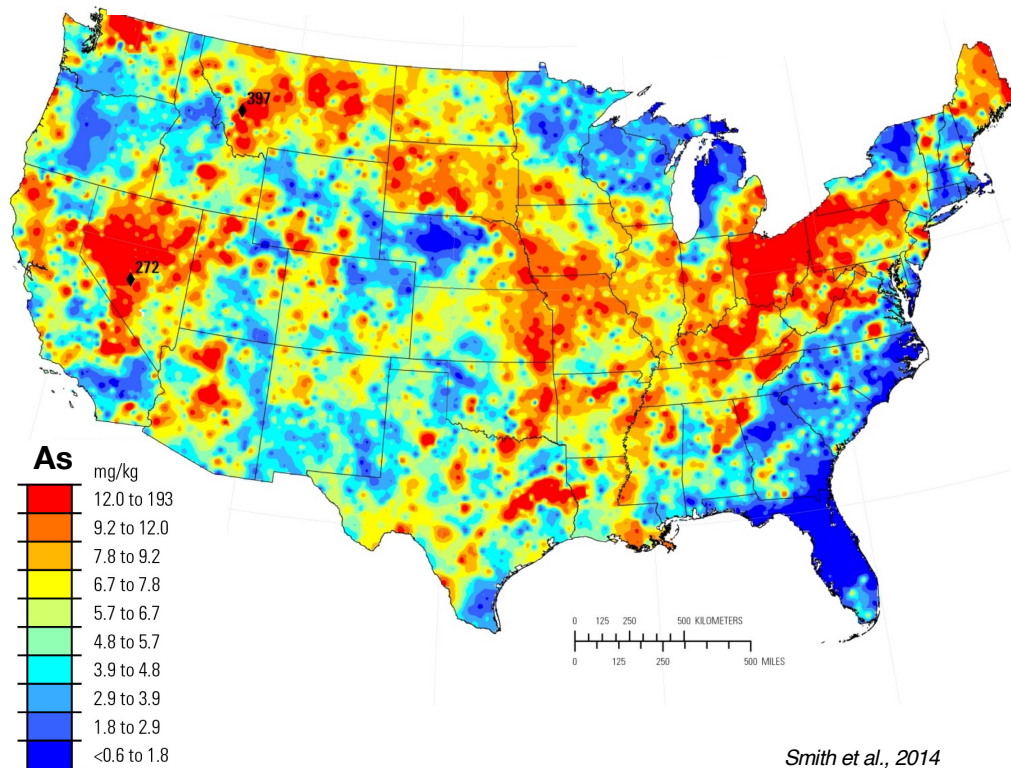 397
272
As
mg/kg
12.0 to 193
9.2 to 12.0
7.8 to 9.2
6.7 to 7.8
5.7 to 6.7
4.8 to 5.7
3.9 to 4.8
2.9 to 3.9
1.8 to 2.9
<0.6 to 1.8
0 125 250 500 KILOMETERS
0 125 250 500 MILES
Smith et al., 2014